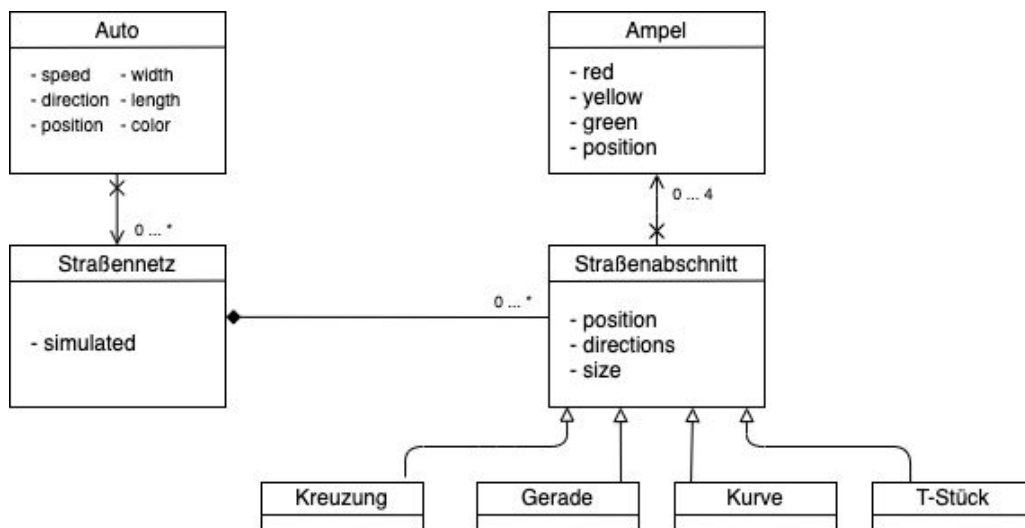 Auto
- speed - width
- direction - length
- position - color
Ampel
- red
- yellow
- green
- position
0 ... *
0 ... 4
Straßennetz
- simulated
0 ... *
Straßenabschnitt
- position
- directions
- size
Kreuzung
Gerade
Kurve
T-Stück